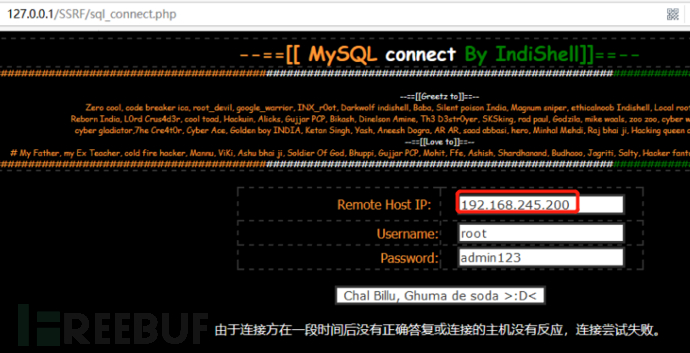 127.0.0.1/SSRF/sql_connect.php
--==[[ MySQL connect By IndiShell]]==--
--==[[Greetz to]]==--
Zero cool, code breaker ica, root_devil, google_warrior, INX_r0ot, Darkwolf indishell, Baba, Silent poison India, Magnum sniper, ethicalnoob Indishell, Local root
Reborn India, L0rd Crus4d3r, cool toad, Hackuin, Alicks, Gujjar PCP, Bikash, Dinelson Amine, Th3 D3str0yer, SKSking, rad paul, Godzila, mike waals, zoo zoo, cyber w
cyber gladiator,7he Cre4t0r, Cyber Ace, Golden boy INDIA, Ketan Singh, Yash, Aneesh Dogra, AR AR, saad abbasi, hero, Minhal Mehdi, Raj bhai ji, Hacking queen
--==[[Love to]]==--
# My Father, my Ex Teacher, cold fire hacker, Mannu, ViKi, Ashu bhai ji, Soldier Of God, Bhuppi, Gujjar PCP, Mohit, Ffe, Ashish, Shardhanand, Budhaoo, Jagriti, Salty, Hacker fanta
Remote Host IP: 192.168.245.200
Username: root
Password: admin123
Chal Billu, Ghuma de soda >:D<
由于连接方在一段时间后没有正确答复或连接的主机没有反应，连接尝试失败。
FREEBUF